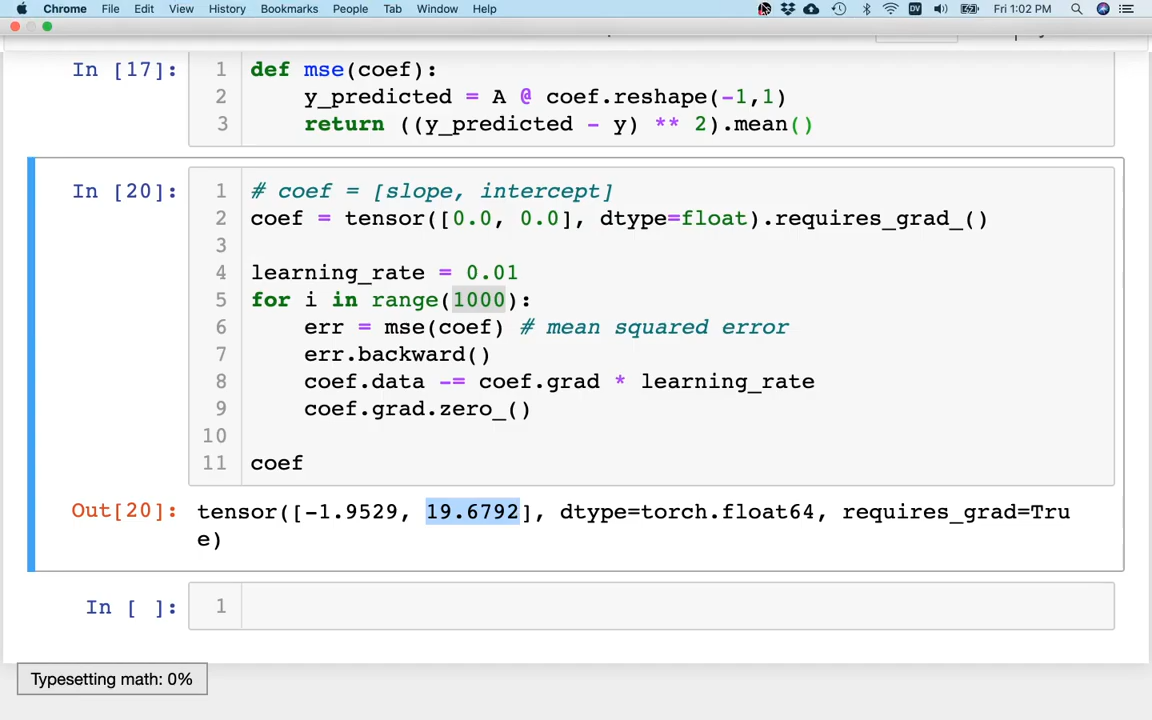 Chrome File Edit View History Bookmarks People Tab Window Help DV Fri 1:02 PM
In [17]: 1 def mse(coef):
2 y_predicted = A @ coef.reshape(-1,1)
3 return ((y_predicted - y) ** 2).mean()
In [20]: 1 # coef = [slope, intercept]
2 coef = tensor([0.0, 0.0], dtype=float).requires_grad_()
3
4 learning_rate = 0.01
5 for i in range(1000):
6 err = mse(coef) # mean squared error
7 err.backward()
8 coef.data -= coef.grad * learning_rate
9 coef.grad.zero_()
10
11 coef
Out[20]: tensor([-1.9529, 19.6792], dtype=torch.float64, requires_grad=Tru
e)
In [ ]: 1
Typesetting math: 0%